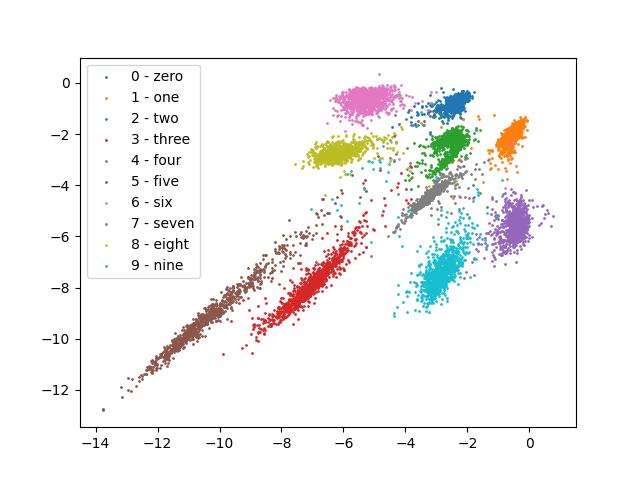 0 - zero
1 - one
2 - two
3 - three
4 - four
5 - five
6 - six
7 - seven
8 - eight
9 - nine
0
−2
−4
−6
−8
−10
−12
−14 −12 −10 −8 −6 −4 −2 0